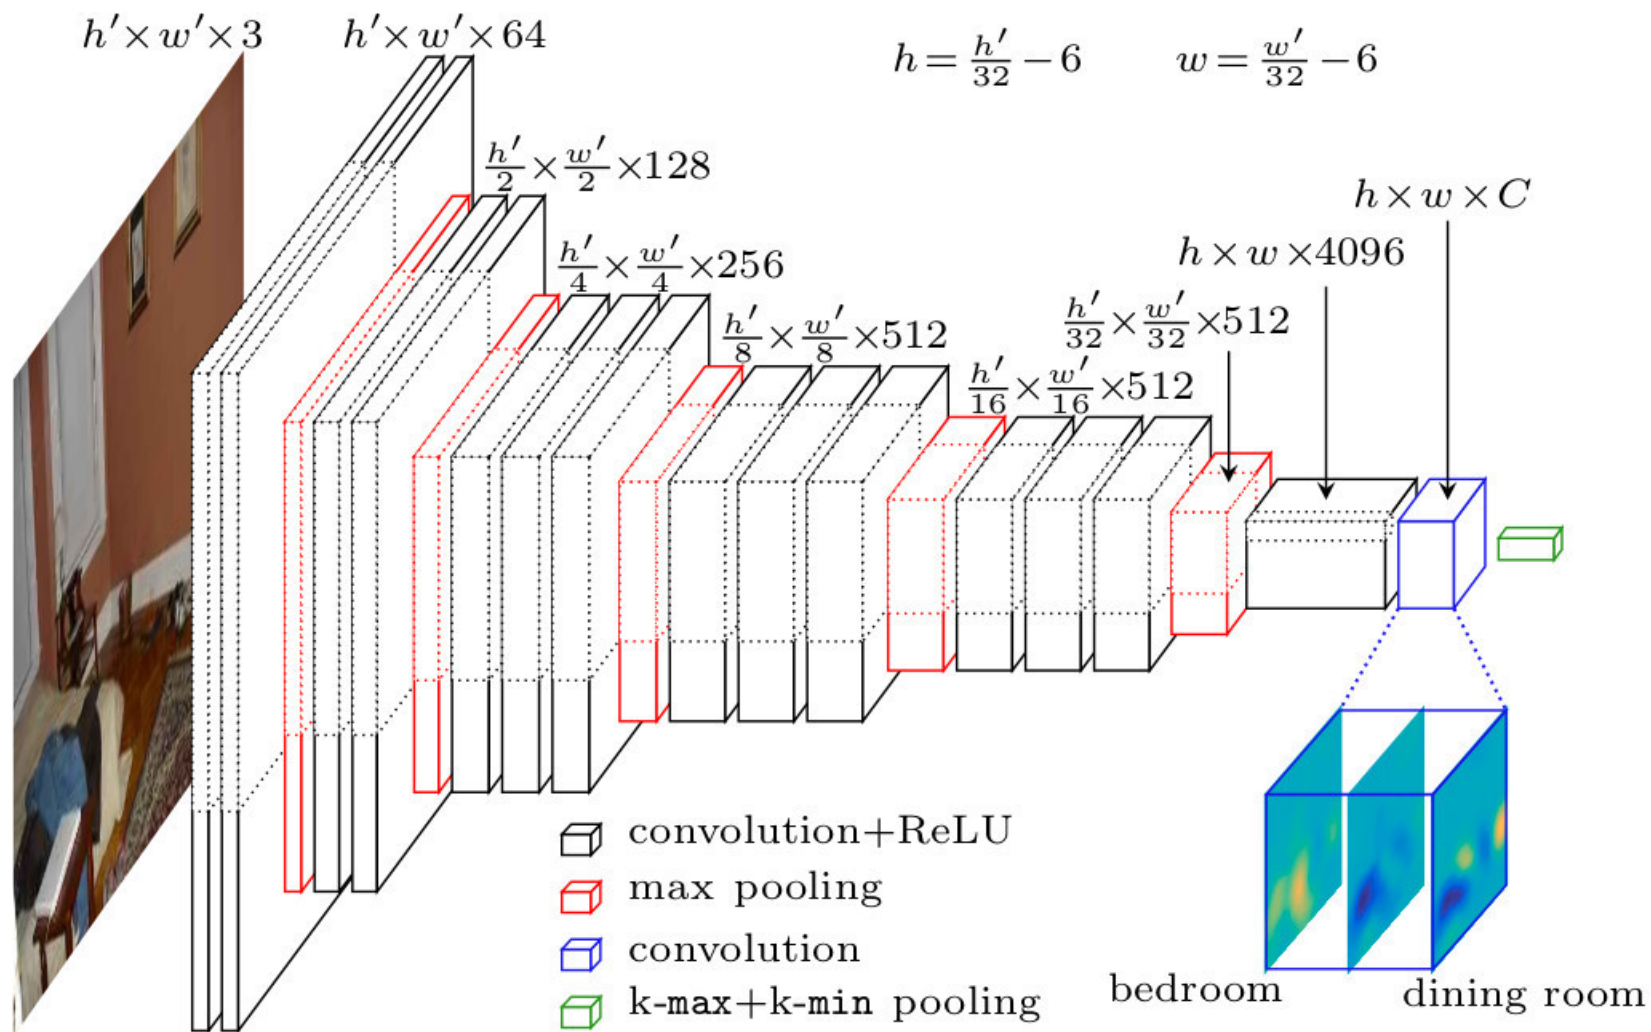 h′×w′×3
h′×w′×64
h=h′/32−6
w=w′/32−6
h′/2×w′/2×128
h×w×C
h′/4×w′/4×256
h×w×4096
h′/8×w′/8×512
h′/32×w′/32×512
h′/16×w′/16×512
convolution+ReLU
max pooling
convolution
k-max+k-min pooling
bedroom
dining room